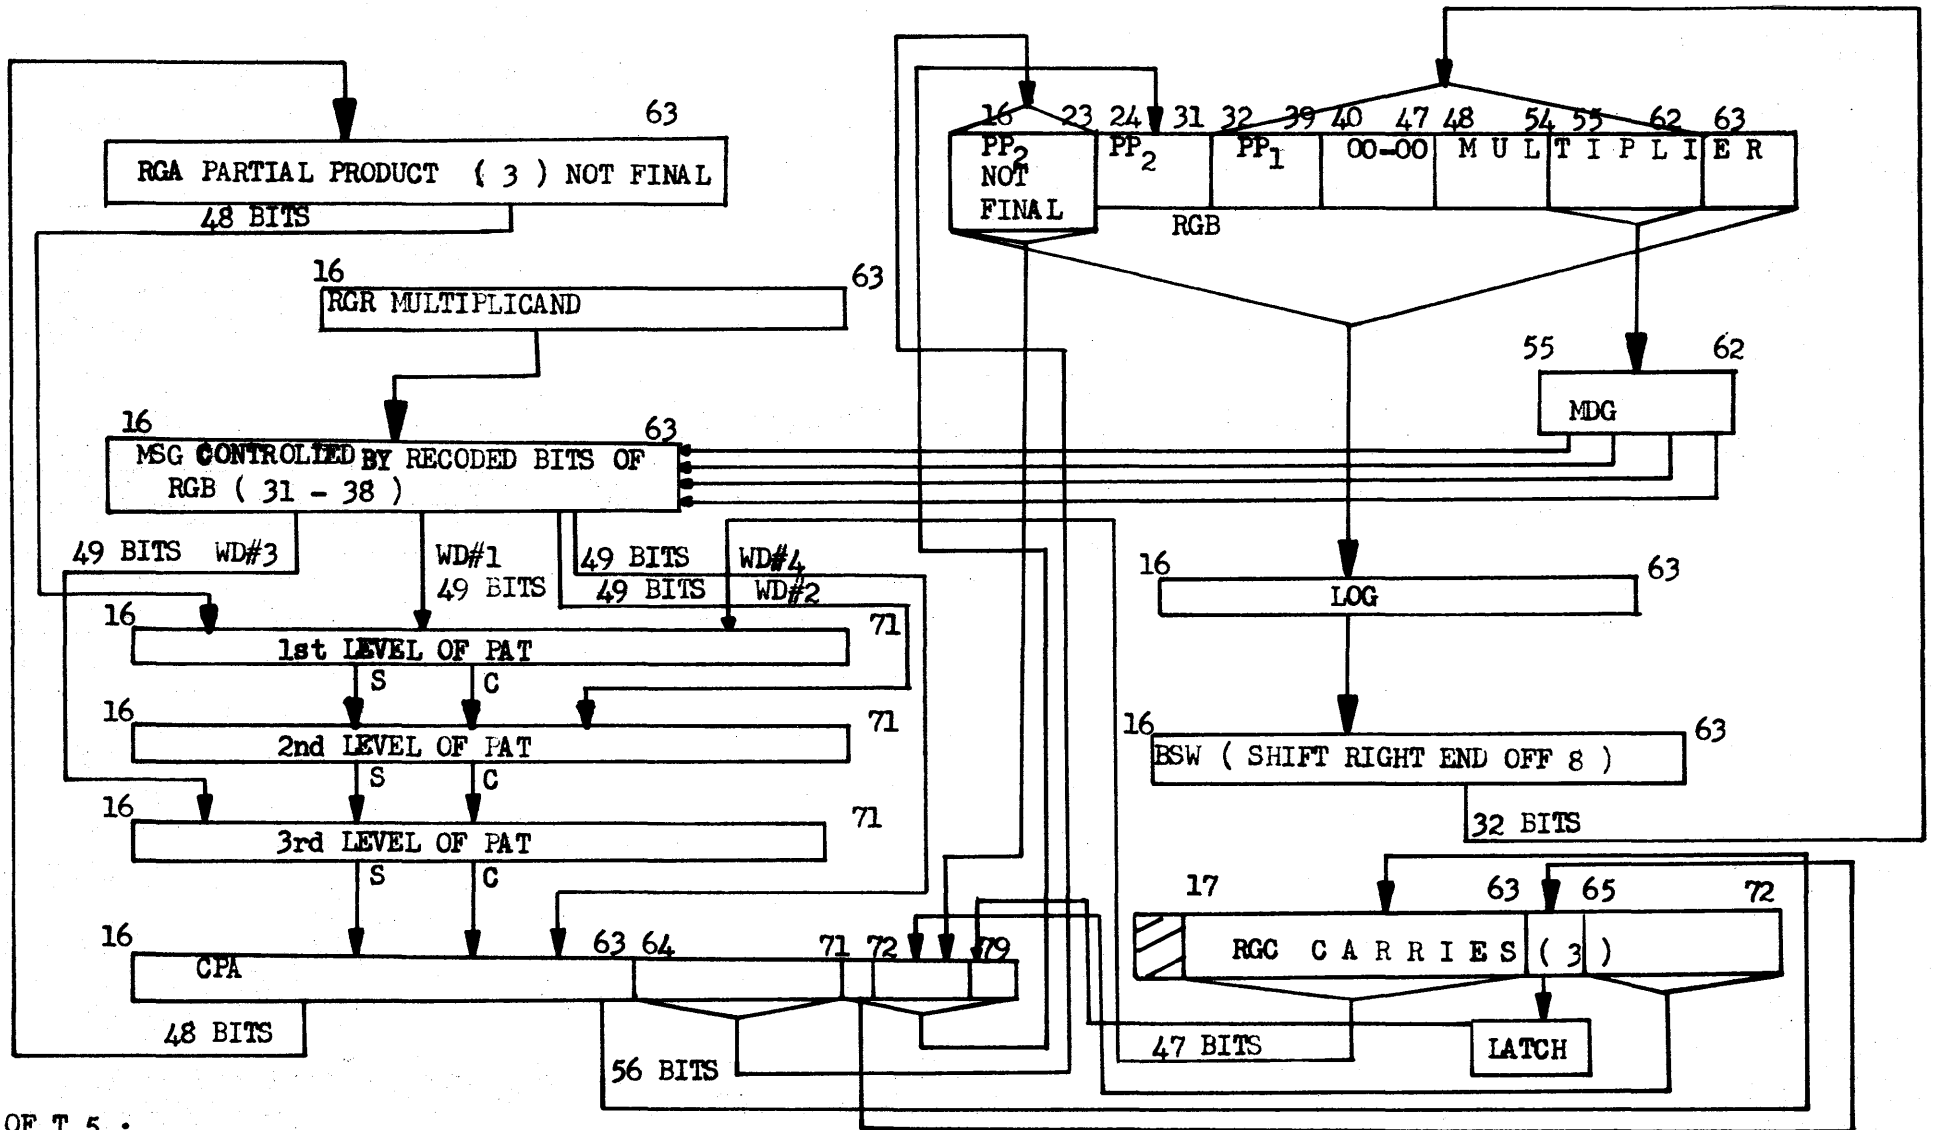 63
RGA PARTIAL PRODUCT ( 3 ) NOT FINAL
48 BITS
16 23 24 31 32 39 40 47 48 54 55 62 63
PP2 NOT FINAL
PP2
PP1
00-00
MULTIPLIER
RGB
16 63
RGR MULTIPLICAND
55 62
MDG
16 63
MSG CONTROLLED BY RECODED BITS OF
RGB ( 31 - 38 )
49 BITS WD#3
WD#1
49 BITS
49 BITS WD#4
49 BITS WD#2
16 71
1st LEVEL OF PAT
S C
16 71
2nd LEVEL OF PAT
S C
16 71
3rd LEVEL OF PAT
S C
16 63 64 71 72 79
CPA
48 BITS
56 BITS
16 63
LOG
16 63
BSW ( SHIFT RIGHT END OFF 8 )
32 BITS
17 63 65 72
RGC CARRIES ( 3 )
47 BITS
LATCH
OF T 5 :